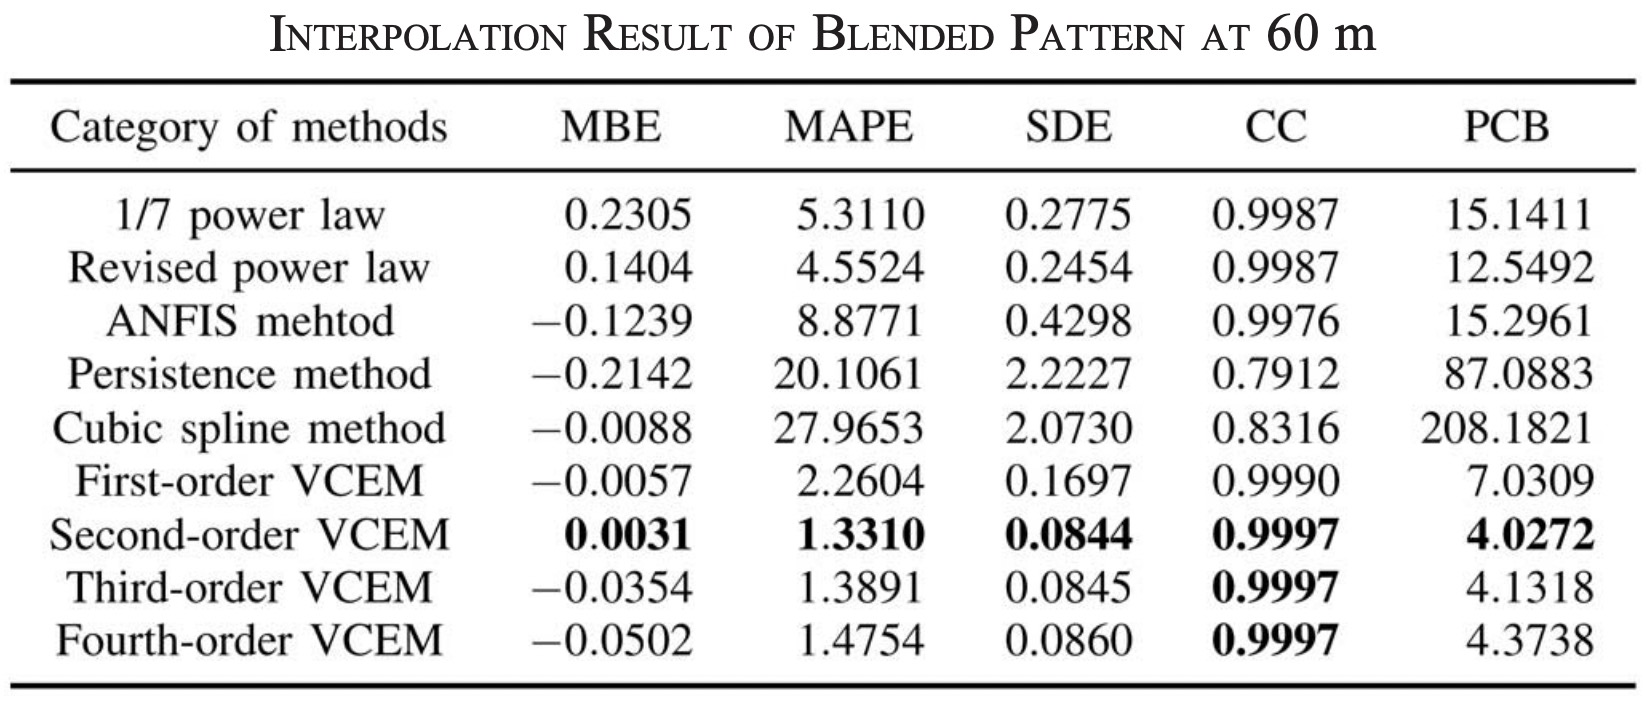 INTERPOLATION RESULT OF BLENDED PATTERN AT 60 m
Category of methods MBE MAPE SDE CC PCB
1/7 power law 0.2305 5.3110 0.2775 0.9987 15.1411
Revised power law 0.1404 4.5524 0.2454 0.9987 12.5492
ANFIS mehtod −0.1239 8.8771 0.4298 0.9976 15.2961
Persistence method −0.2142 20.1061 2.2227 0.7912 87.0883
Cubic spline method −0.0088 27.9653 2.0730 0.8316 208.1821
First-order VCEM −0.0057 2.2604 0.1697 0.9990 7.0309
Second-order VCEM 0.0031 1.3310 0.0844 0.9997 4.0272
Third-order VCEM −0.0354 1.3891 0.0845 0.9997 4.1318
Fourth-order VCEM −0.0502 1.4754 0.0860 0.9997 4.3738